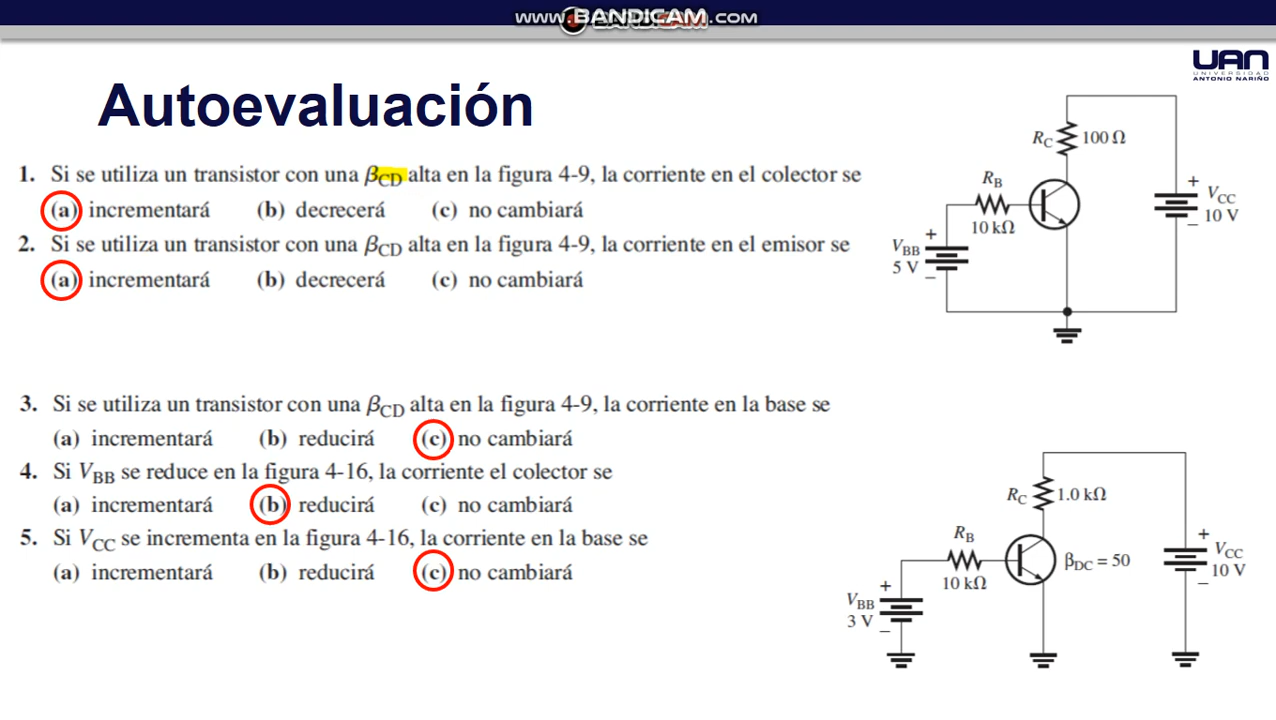 www.BANDICAM.com
UAN
UNIVERSIDAD
ANTONIO NARIÑO
Autoevaluación
1. Si se utiliza un transistor con una βCD alta en la figura 4-9, la corriente en el colector se
(a) incrementará (b) decrecerá (c) no cambiará
2. Si se utiliza un transistor con una βCD alta en la figura 4-9, la corriente en el emisor se
(a) incrementará (b) decrecerá (c) no cambiará
RC 100 Ω
RB
10 kΩ
+
VBB
5 V
–
+
VCC
10 V
–
3. Si se utiliza un transistor con una βCD alta en la figura 4-9, la corriente en la base se
(a) incrementará (b) reducirá (c) no cambiará
4. Si VBB se reduce en la figura 4-16, la corriente el colector se
(a) incrementará (b) reducirá (c) no cambiará
5. Si VCC se incrementa en la figura 4-16, la corriente en la base se
(a) incrementará (b) reducirá (c) no cambiará
RC 1.0 kΩ
RB
10 kΩ
βDC = 50
+
VBB
3 V
–
+
VCC
10 V
–